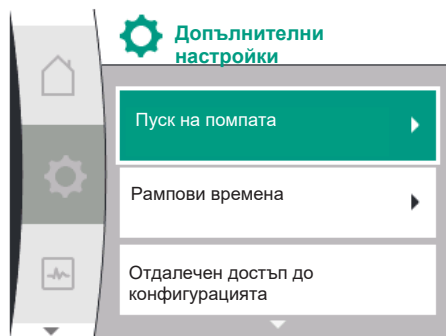 Допълнителни
настройки
Пуск на помпата
Рампови времена
Отдалечен достъп до
конфигурацията